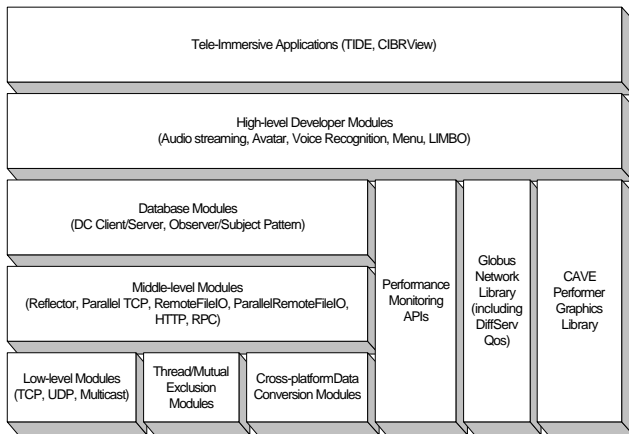 Tele-Immersive Applications (TIDE, CIBRView)
High-level Developer Modules
(Audio streaming, Avatar, Voice Recognition, Menu, LIMBO)
Database Modules
(DC Client/Server, Observer/Subject Pattern)
Middle-level Modules
(Reflector, Parallel TCP, RemoteFileIO, ParallelRemoteFileIO,
HTTP, RPC)
Low-level Modules
(TCP, UDP, Multicast)
Thread/Mutual
Exclusion
Modules
Cross-platformData
Conversion Modules
Performance
Monitoring
APIs
Globus
Network
Library
(including
DiffServ
Qos)
CAVE
Performer
Graphics
Library